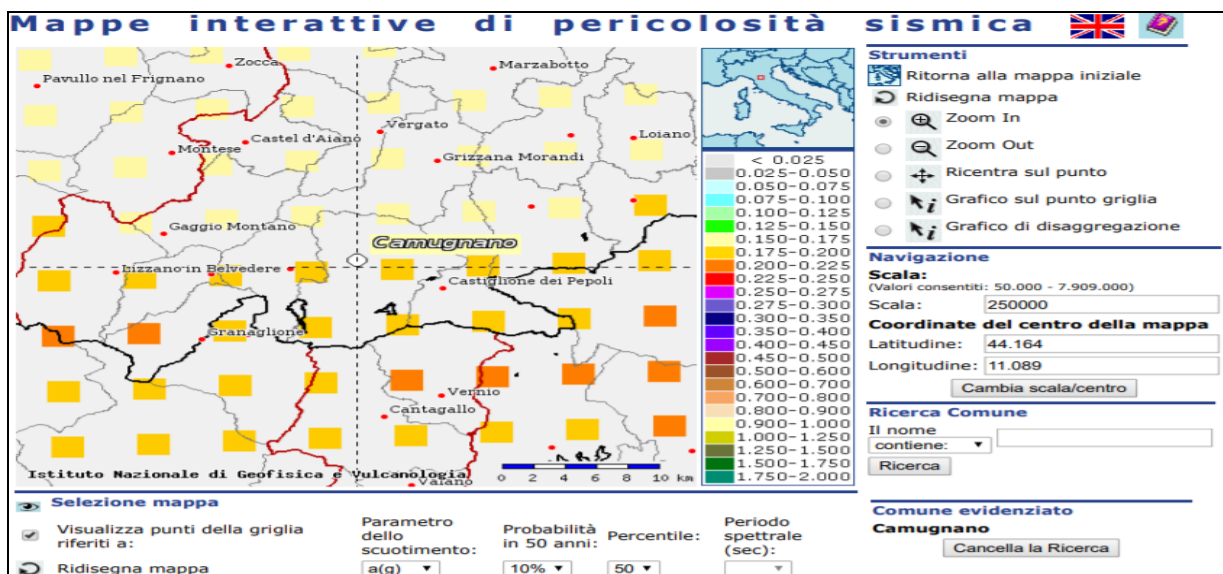 Mappe interattive di pericolosità sismica
Zocca
Marzabotto
Pavullo nel Frignano
Vergato
Castel d'Aiano
Loiano
Montese
Grizzana Morandi
Gaggio Montano
Camugnano
Lizzano in Belvedere
Castiglione dei Pepoli
Granaglione
Vernio
Cantagallo
Istituto Nazionale di Geofisica e Vulcanologia
Vaiano
0 2 4 6 8 10 km
< 0.025
0.025-0.050
0.050-0.075
0.075-0.100
0.100-0.125
0.125-0.150
0.150-0.175
0.175-0.200
0.200-0.225
0.225-0.250
0.250-0.275
0.275-0.300
0.300-0.350
0.350-0.400
0.400-0.450
0.450-0.500
0.500-0.600
0.600-0.700
0.700-0.800
0.800-0.900
0.900-1.000
1.000-1.250
1.250-1.500
1.500-1.750
1.750-2.000
Strumenti
Ritorna alla mappa iniziale
Ridisegna mappa
Zoom In
Zoom Out
Ricentra sul punto
Grafico sul punto griglia
Grafico di disaggregazione
Navigazione
Scala:
(Valori consentiti: 50.000 - 7.909.000)
Scala: 250000
Coordinate del centro della mappa
Latitudine: 44.164
Longitudine: 11.089
Cambia scala/centro
Ricerca Comune
Il nome
contiene:
Ricerca
Comune evidenziato
Camugnano
Cancella la Ricerca
Selezione mappa
Visualizza punti della griglia
riferiti a:
Ridisegna mappa
Parametro
dello
scuotimento:
a(g)
Probabilità
in 50 anni:
10%
Percentile:
50
Periodo
spettrale
(sec):